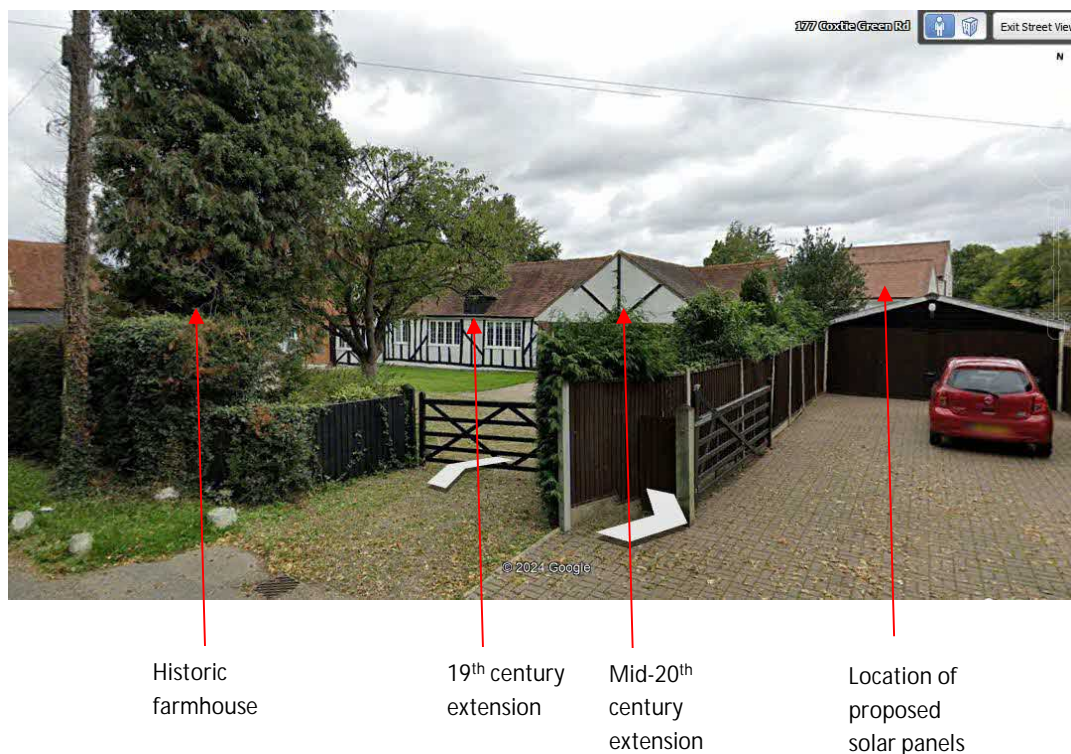 177 Coxtie Green Rd
Exit Street View
N
© 2024 Google
Historic
farmhouse
19th century
extension
Mid-20th
century
extension
Location of
proposed
solar panels